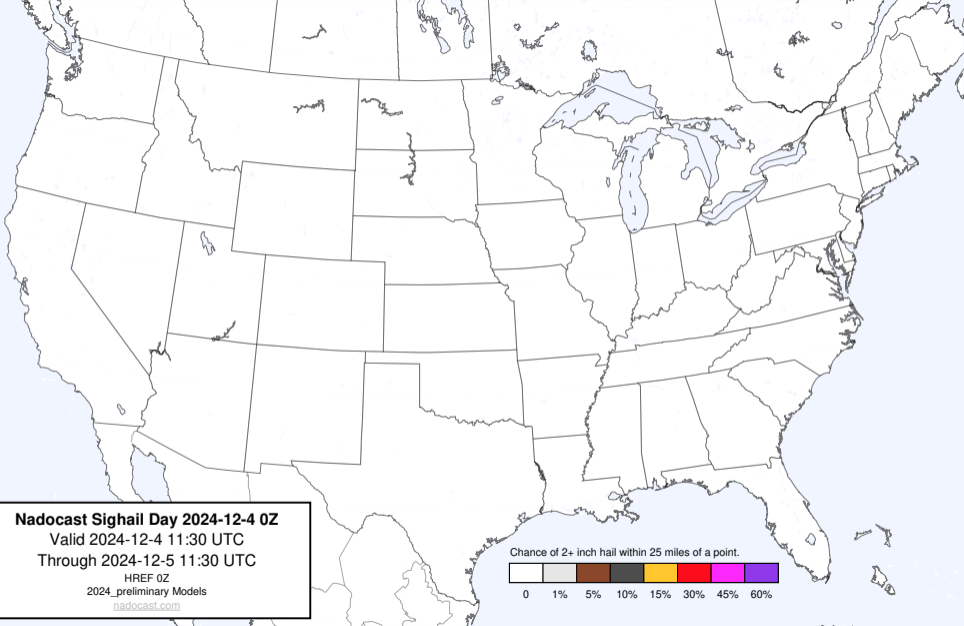 Nadocast Sighail Day 2024-12-4 0Z
Valid 2024-12-4 11:30 UTC
Through 2024-12-5 11:30 UTC
HREF 0Z
2024_preliminary Models
nadocast.com
Chance of 2+ inch hail within 25 miles of a point.
0 1% 5% 10% 15% 30% 45% 60%